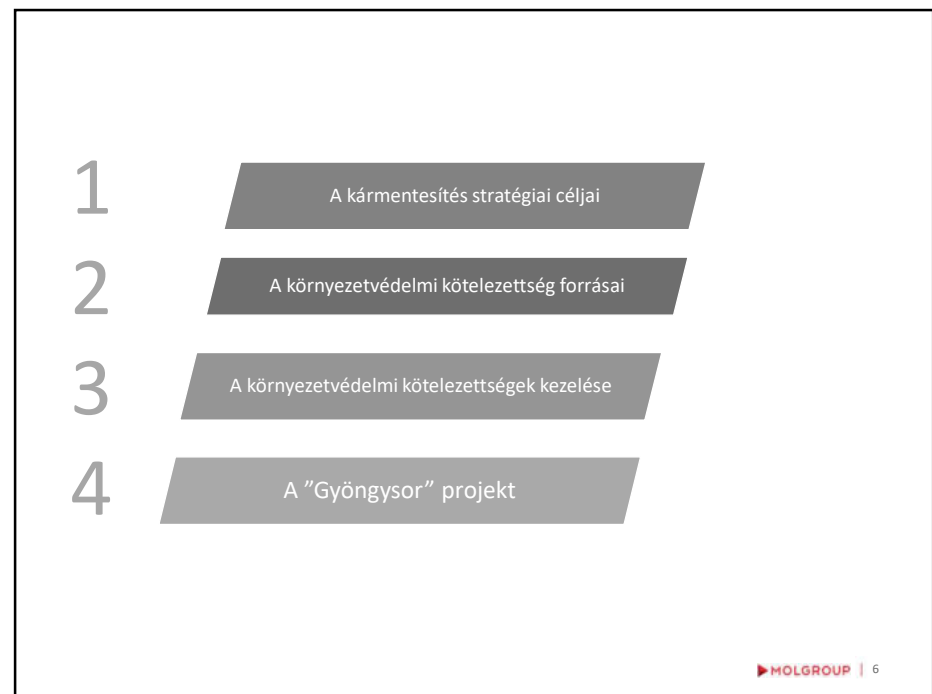 1
A kármentesítés stratégiai céljai
2
A környezetvédelmi kötelezettség forrásai
3
A környezetvédelmi kötelezettségek kezelése
4
A ”Gyöngysor” projekt
MOLGROUP | 6